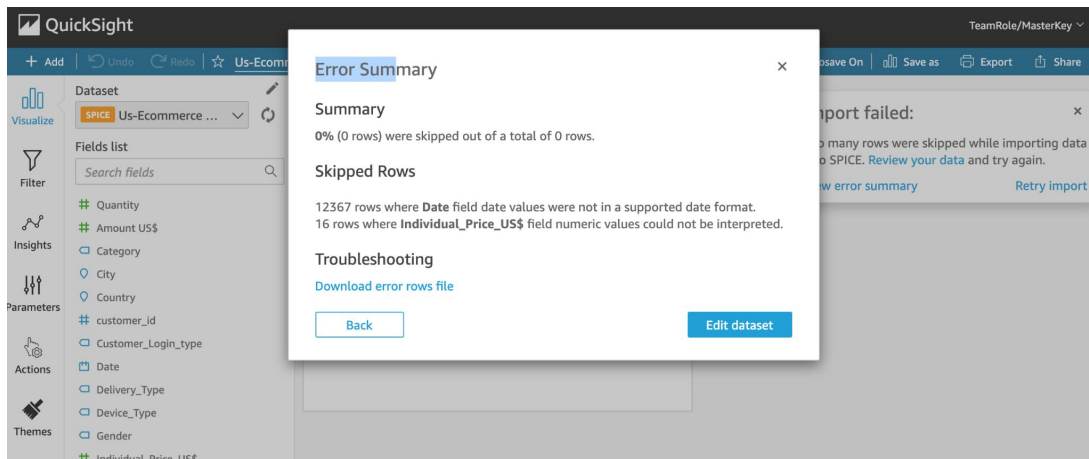 QuickSight
TeamRole/MasterKey
+ Add
Undo
Redo
Us-Ecomm
osave On
Save as
Export
Share
Visualize
Filter
Insights
Parameters
Actions
Themes
Dataset
SPICE Us-Ecommerce ...
Fields list
Search fields
# Quantity
# Amount US$
Category
City
Country
# customer_id
Customer_Login_type
Date
Delivery_Type
Device_Type
Gender
# Individual_Price_US$
Error Summary
Summary
0% (0 rows) were skipped out of a total of 0 rows.
Skipped Rows
12367 rows where Date field date values were not in a supported date format.
16 rows where Individual_Price_US$ field numeric values could not be interpreted.
Troubleshooting
Download error rows file
Back
Edit dataset
nport failed:
o many rows were skipped while importing data
o SPICE. Review your data and try again.
ew error summary
Retry import